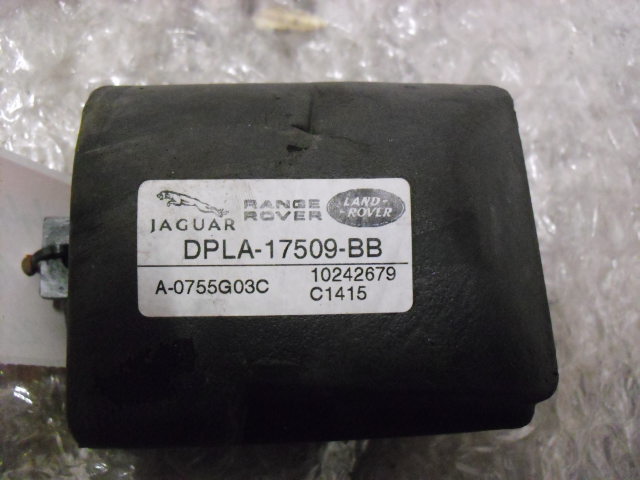 JAGUAR
RANGE ROVER
LAND-ROVER
DPLA-17509-BB
A-0755G03C
10242679
C1415